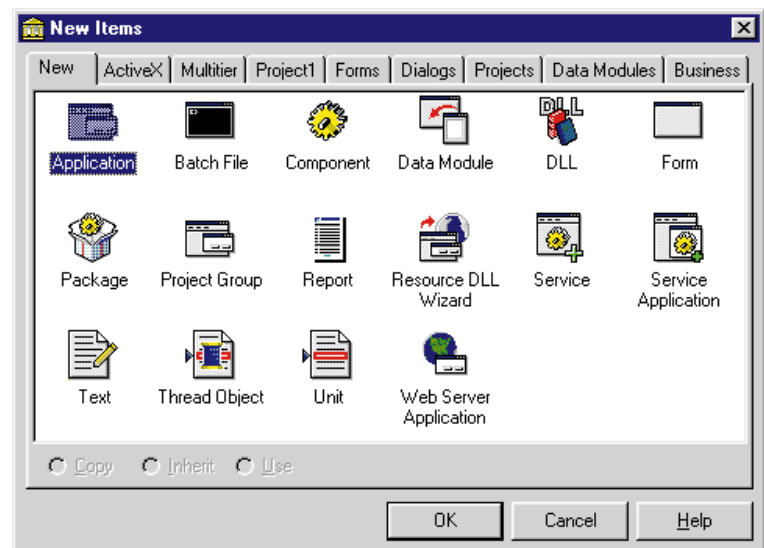 New Items
New ActiveX Multitier Project1 Forms Dialogs Projects Data Modules Business
DLL
Application Batch File Component Data Module DLL Form
Package Project Group Report Resource DLL Wizard Service Service Application
Text Thread Object Unit Web Server Application
Copy Inherit Use
OK Cancel Help